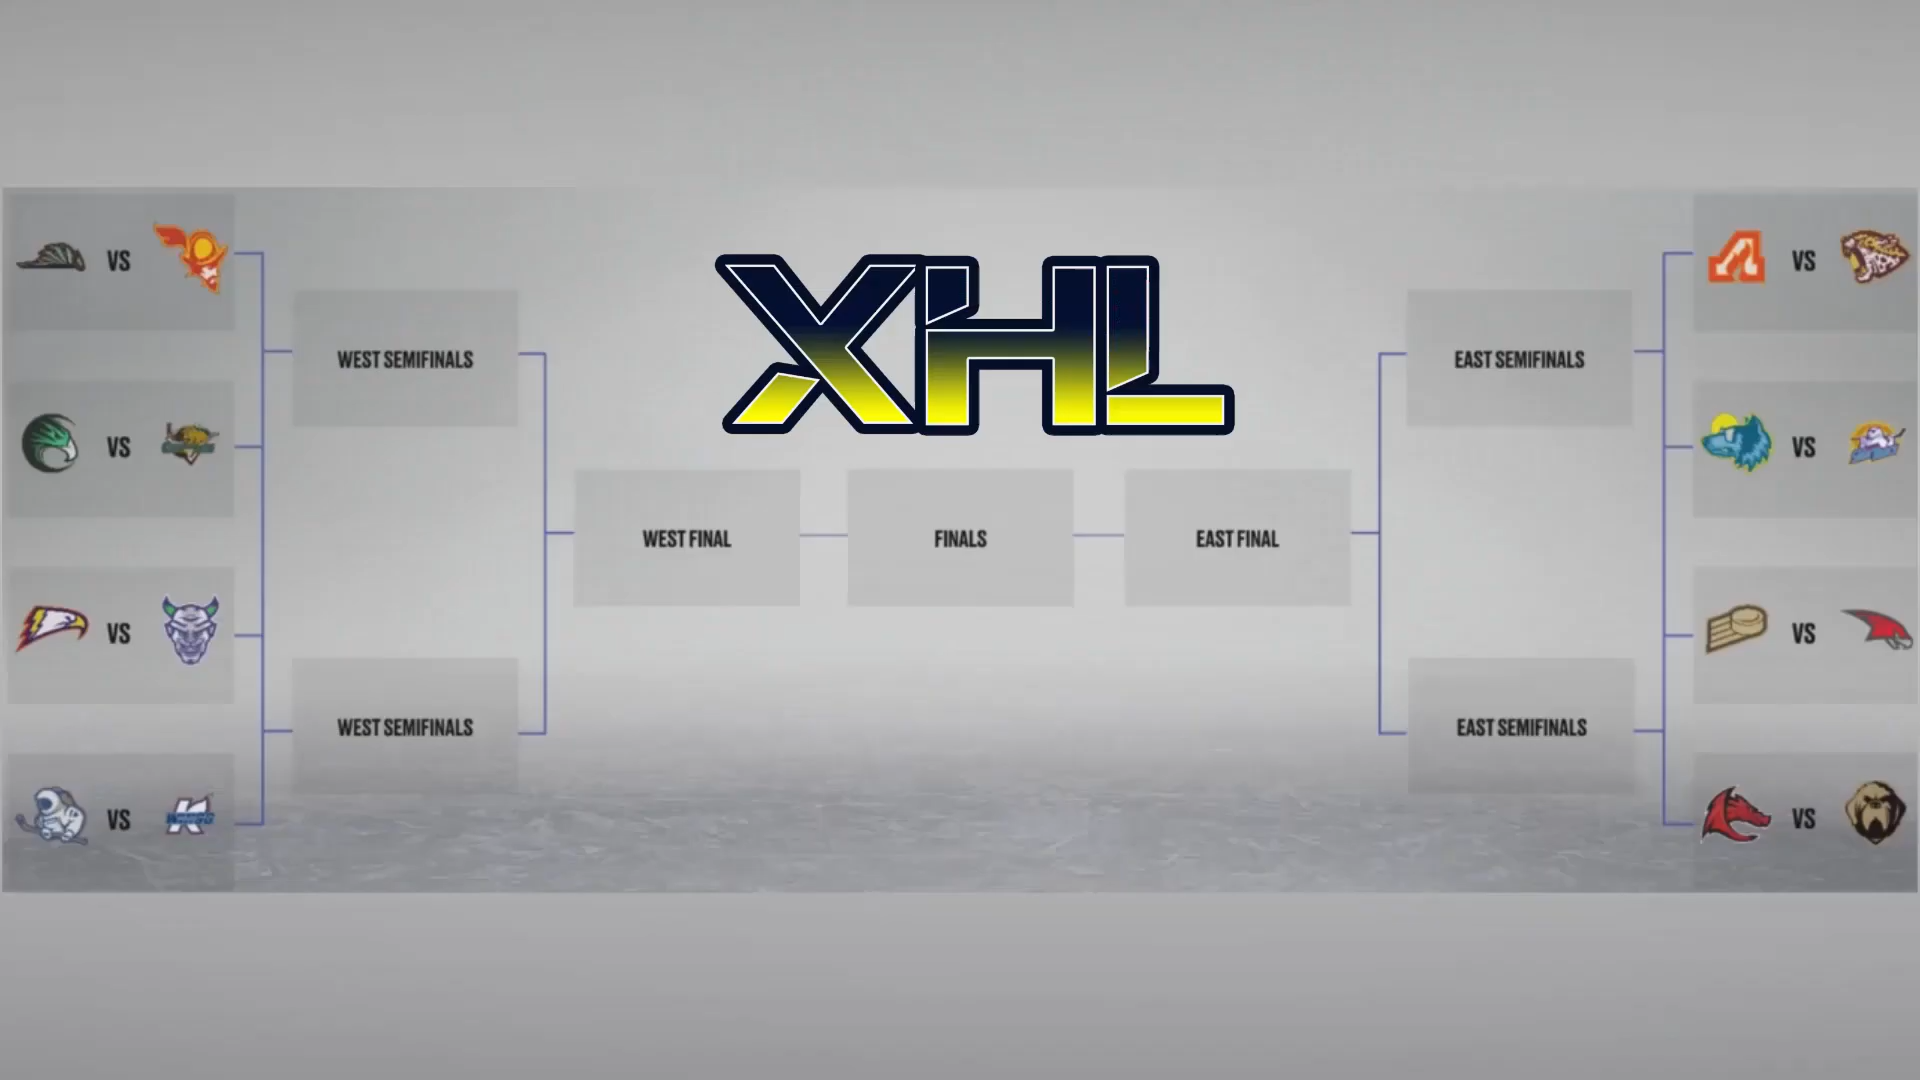 XHL
VS
VS
VS
VS
WEST SEMIFINALS
WEST SEMIFINALS
WEST FINAL
FINALS
EAST FINAL
EAST SEMIFINALS
EAST SEMIFINALS
VS
VS
VS
VS